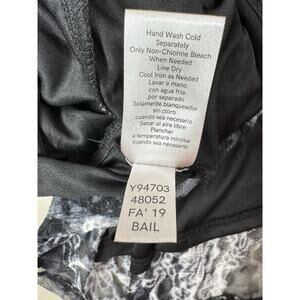 Hand Wash Cold
Separately
Only Non-Chlorine Bleach
When Needed
Line Dry
Cool Iron as Needed
Lavar a mano
con agua fria
por separado
Solamente blanqueador
sin cloro
cuando sea necesario
Secar al aire libre
Planchar
a temperatura minima
cuando sea necesario
Y94703
48052
FA' 19
BAIL